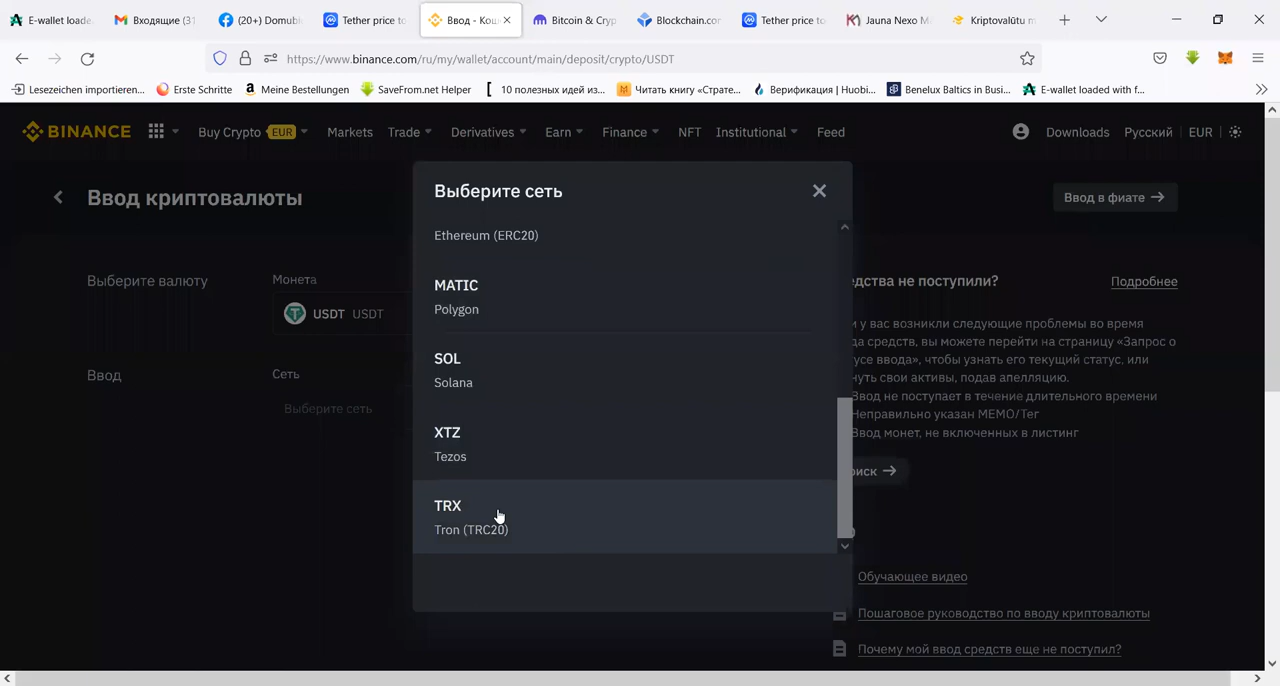 E-wallet loade
Входящие (31
(20+) Domubi
Tether price to
Ввод - Кош
Bitcoin & Cryp
Blockchain.com
Tether price to
Jauna Nexo M
Kriptovalūtu m
https://www.binance.com/ru/my/wallet/account/main/deposit/crypto/USDT
Lesezeichen importieren...
Erste Schritte
Meine Bestellungen
SaveFrom.net Helper
10 полезных идей из...
Читать книгу «Страте...
Верификация | Huobi...
Benelux Baltics in Busi...
E-wallet loaded with f...
BINANCE
Buy Crypto EUR
Markets
Trade
Derivatives
Earn
Finance
NFT
Institutional
Feed
Downloads
Русский
EUR
Ввод криптовалюты
Ввод в фиате →
Выберите сеть
Ethereum (ERC20)
MATIC
Polygon
SOL
Solana
XTZ
Tezos
TRX
Tron (TRC20)
Выберите валюту
Монета
USDT USDT
Ввод
Сеть
Выберите сеть
едства не поступили?
Подробнее
и у вас возникли следующие проблемы во время
да средств, вы можете перейти на страницу «Запрос о
усе ввода», чтобы узнать его текущий статус, или
нуть свои активы, подав апелляцию.
Ввод не поступает в течение длительного времени
Неправильно указан MEMO/Тег
Ввод монет, не включенных в листинг
иск →
Обучающее видео
Пошаговое руководство по вводу криптовалюты
Почему мой ввод средств еще не поступил?